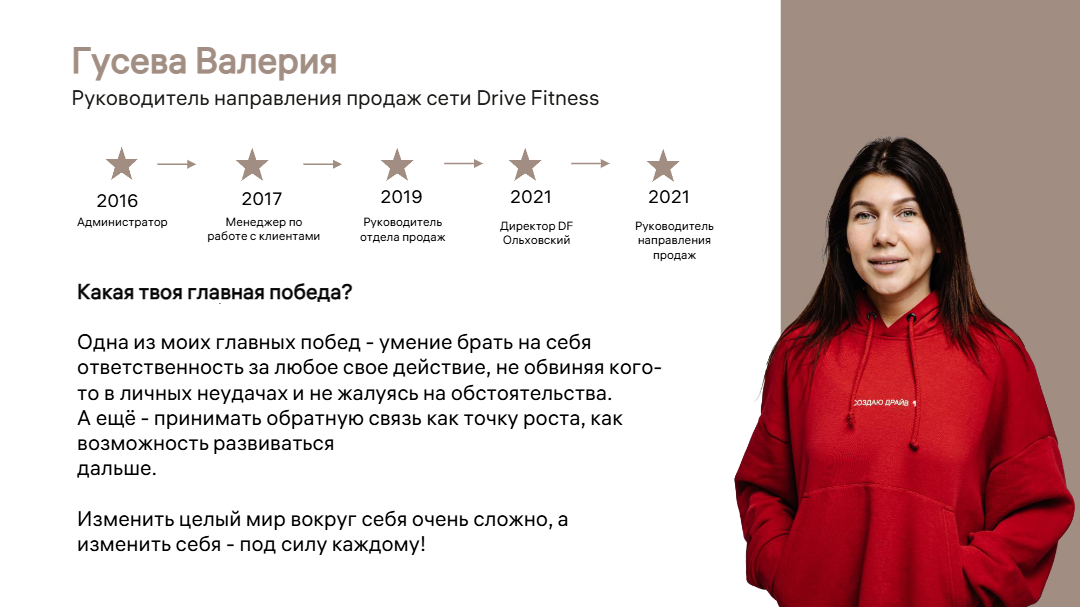 Гусева Валерия
Руководитель направления продаж сети Drive Fitness
2016
Администратор
2017
Менеджер по
работе с клиентами
2019
Руководитель
отдела продаж
2021
Директор DF
Ольховский
2021
Руководитель
направления
продаж
Какая твоя главная победа?
Одна из моих главных побед - умение брать на себя
ответственность за любое свое действие, не обвиняя кого-
то в личных неудачах и не жалуясь на обстоятельства.
А ещё - принимать обратную связь как точку роста, как
возможность развиваться
дальше.
Изменить целый мир вокруг себя очень сложно, а
изменить себя - под силу каждому!
СОЗДАЮ ДРАЙВ